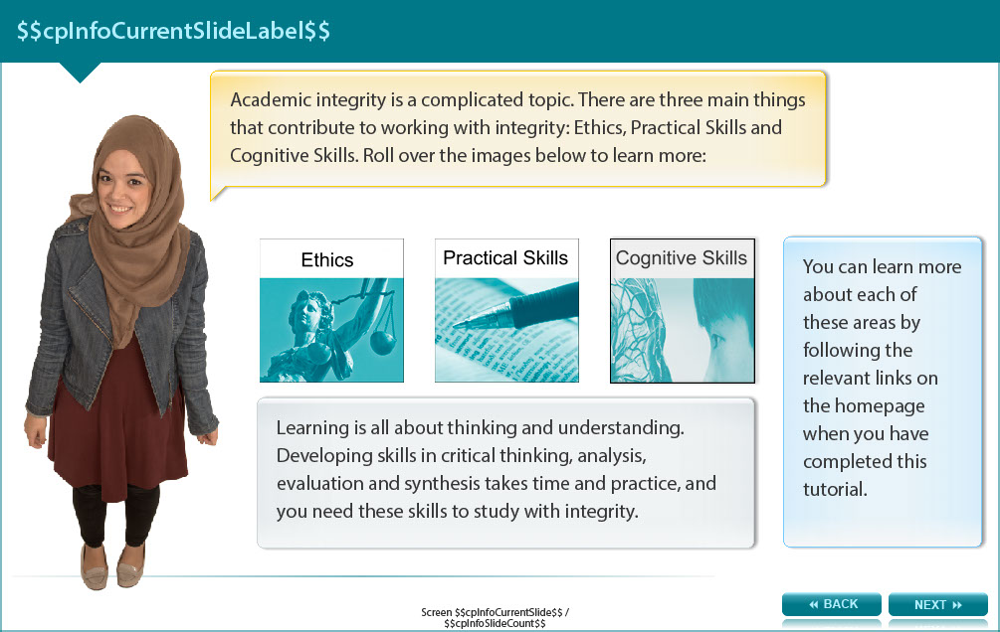 $$cpInfoCurrentSlideLabel$$
Academic integrity is a complicated topic. There are three main things
that contribute to working with integrity: Ethics, Practical Skills and
Cognitive Skills. Roll over the images below to learn more:
Ethics
Practical Skills
Cognitive Skills
Learning is all about thinking and understanding.
Developing skills in critical thinking, analysis,
evaluation and synthesis takes time and practice, and
you need these skills to study with integrity.
You can learn more
about each of
these areas by
following the
relevant links on
the homepage
when you have
completed this
tutorial.
Screen $$cpInfoCurrentSlide$$ /
$$cpInfoSlideCount$$
BACK
NEXT